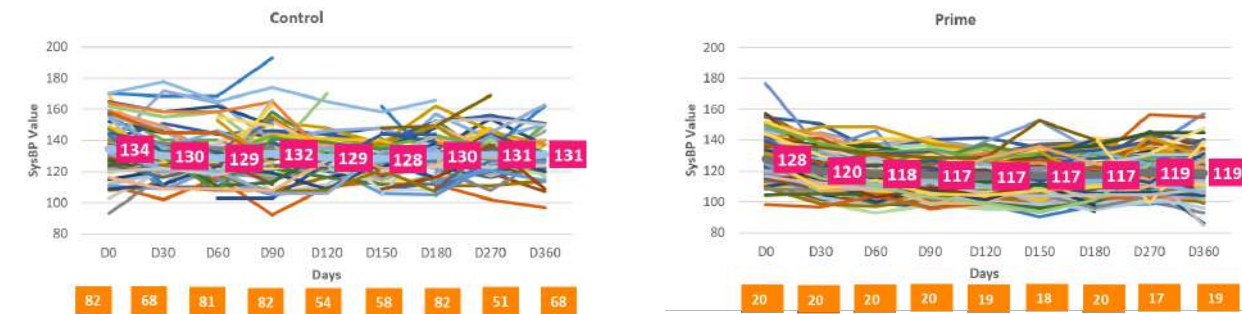 Control
SysBP Value
200
180
160
140
120
100
80
134 130 129 132 129 128 130 131 131
D0 D30 D60 D90 D120 D150 D180 D270 D360
Days
82 68 81 82 54 58 82 51 68
Prime
SysBP Value
200
180
160
140
120
100
80
128 120 118 117 117 117 117 119 119
D0 D30 D60 D90 D120 D150 D180 D270 D360
Days
20 20 20 20 19 18 20 17 19